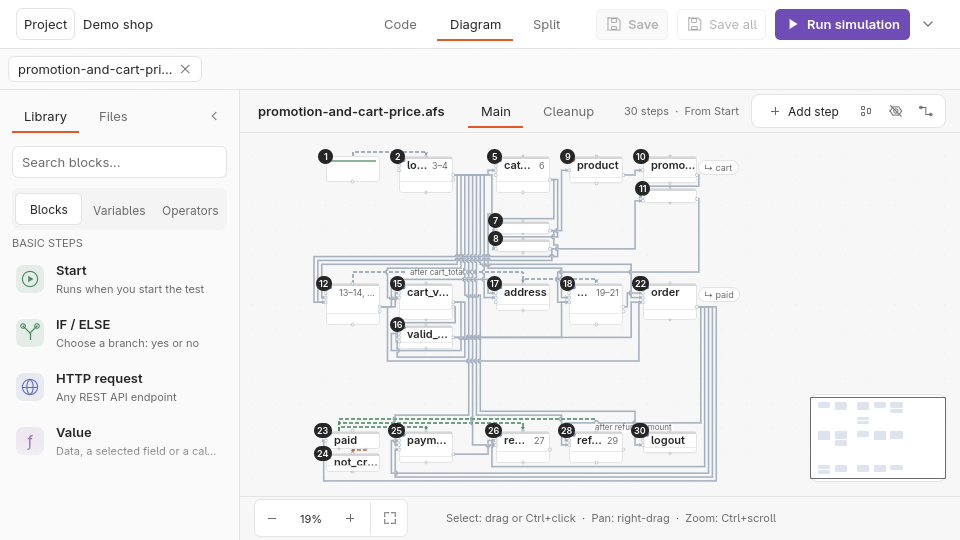 Project Demo shop Code Diagram Split Save Save all Run simulation
promotion-and-cart-pri...
Library Files promotion-and-cart-price.afs Main Cleanup 30 steps · From Start Add step
Search blocks...
Blocks Variables Operators
BASIC STEPS
Start
Runs when you start the test
IF / ELSE
Choose a branch: yes or no
HTTP request
Any REST API endpoint
Value
Data, a selected field or a cal...
1 2 5 9 10
lo... 3–4 cat... 6 product promo... ↳ cart
11
7
8
after cart_tota
12 15 17 18 22
13–14, ... cart_v... address ... 19–21 order ↳ paid
16
valid_...
after refu mount
23 25 26 28 30
paid paym... re... 27 ref... 29 logout
24
not_cr...
19% Select: drag or Ctrl+click · Pan: right-drag · Zoom: Ctrl+scroll